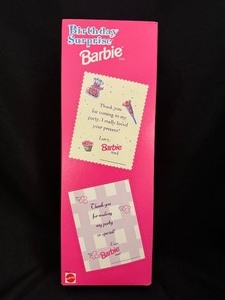 Birthday
Surprise
Barbie
Thank you
for coming to my
party. I really loved
your present!
Love,
Barbie
Thank you
for making
my party
so special!
Love
Barbie